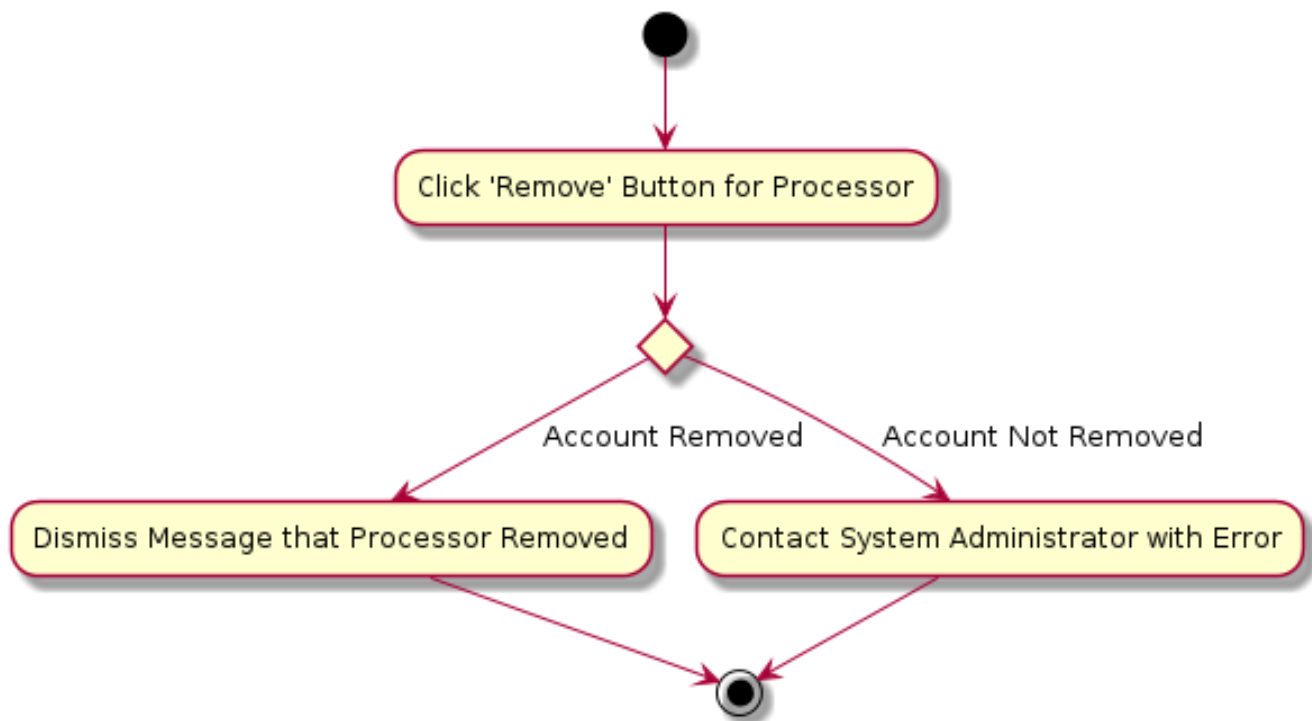 Click 'Remove' Button for Processor
Account Removed
Account Not Removed
Dismiss Message that Processor Removed
Contact System Administrator with Error